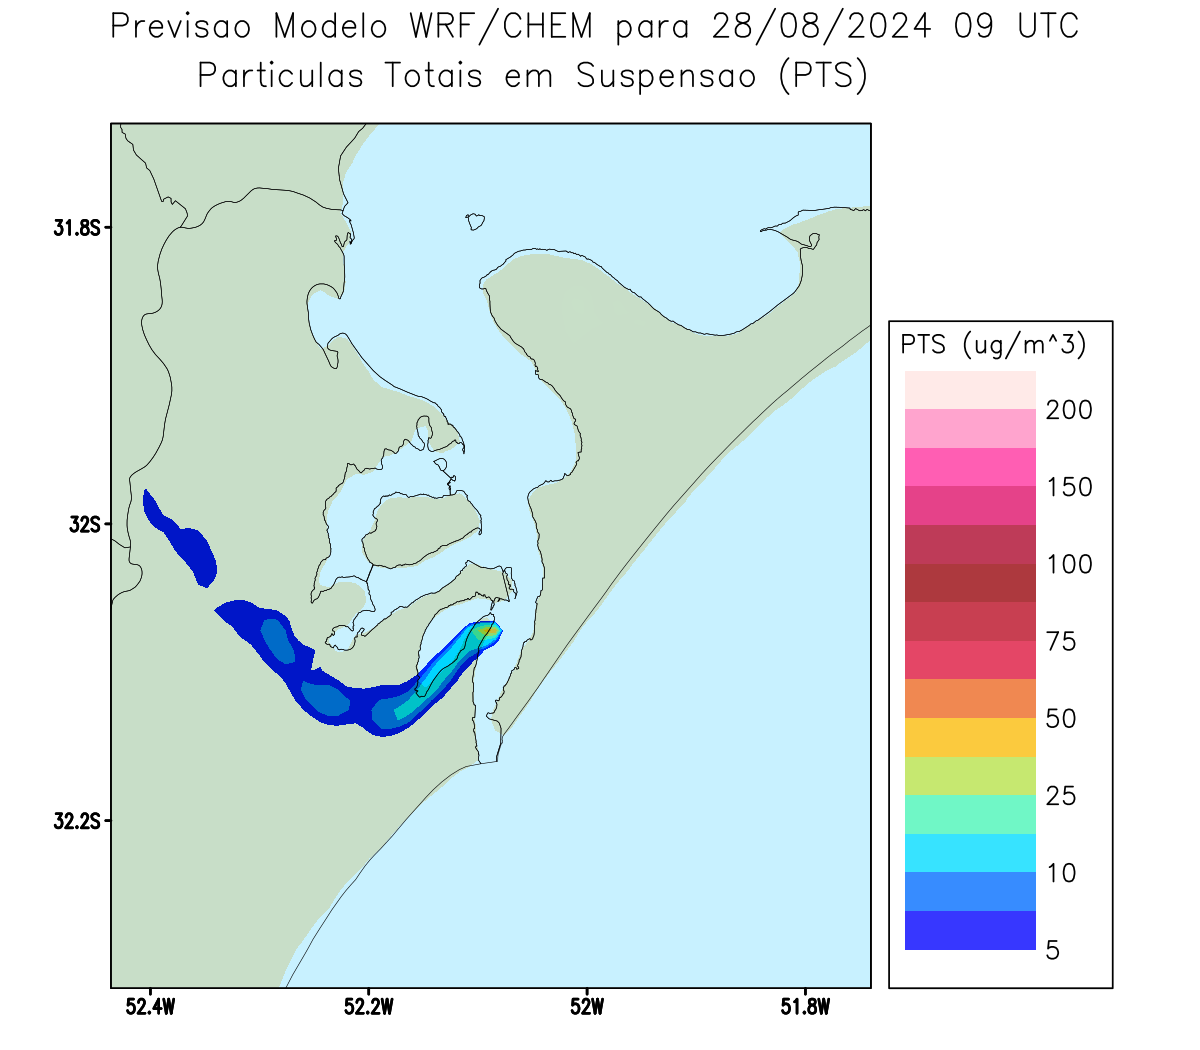 Previsao Modelo WRF/CHEM para 28/08/2024 09 UTC
Particulas Totais em Suspensao (PTS)
31.8S
32S
32.2S
52.4W
52.2W
52W
51.8W
PTS (ug/m^3)
200
150
100
75
50
25
10
5